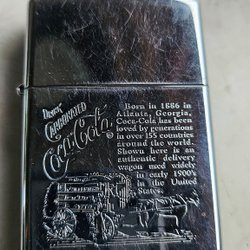 Drink
Carbonated
Coca-Cola
Born in 1886 in
Atlanta, Georgia,
Coca-Cola has been
loved by generations
in over 155 countries
around the world.
Shown here is an
authentic delivery
wagon used widely
in early 1900's
in the United
States.